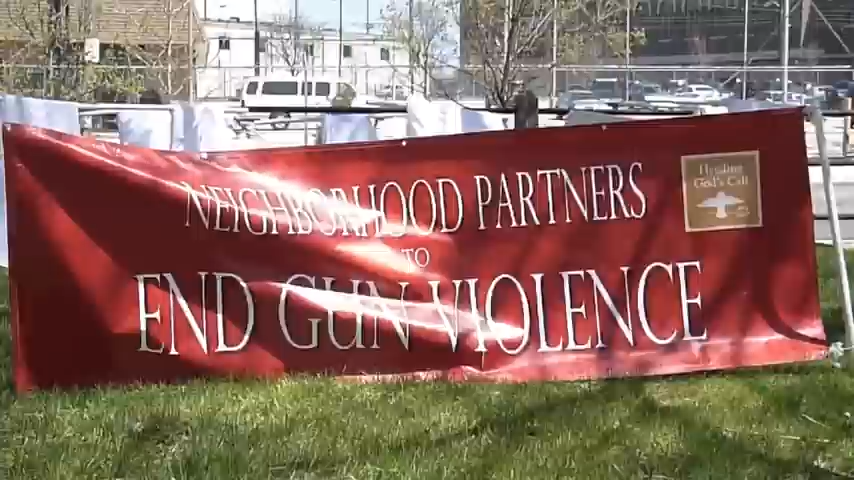 NEIGHBORHOOD PARTNERS
TO
END GUN VIOLENCE
Heeding
God's Call